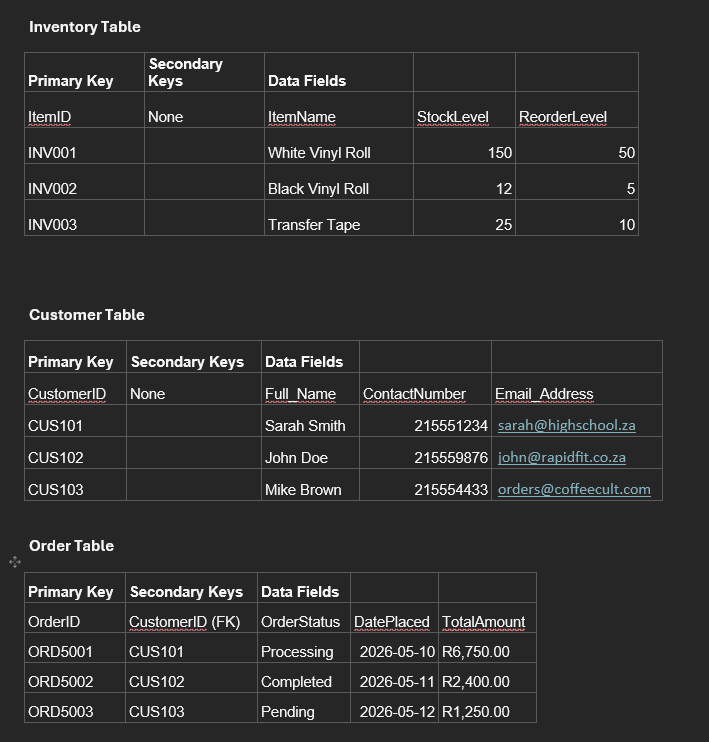 Inventory Table
Primary Key Secondary Keys Data Fields
ItemID None ItemName StockLevel ReorderLevel
INV001 White Vinyl Roll 150 50
INV002 Black Vinyl Roll 12 5
INV003 Transfer Tape 25 10
Customer Table
Primary Key Secondary Keys Data Fields
CustomerID None Full_Name ContactNumber Email_Address
CUS101 Sarah Smith 215551234 sarah@highschool.za
CUS102 John Doe 215559876 john@rapidfit.co.za
CUS103 Mike Brown 215554433 orders@coffeecult.com
Order Table
Primary Key Secondary Keys Data Fields
OrderID CustomerID (FK) OrderStatus DatePlaced TotalAmount
ORD5001 CUS101 Processing 2026-05-10 R6,750.00
ORD5002 CUS102 Completed 2026-05-11 R2,400.00
ORD5003 CUS103 Pending 2026-05-12 R1,250.00